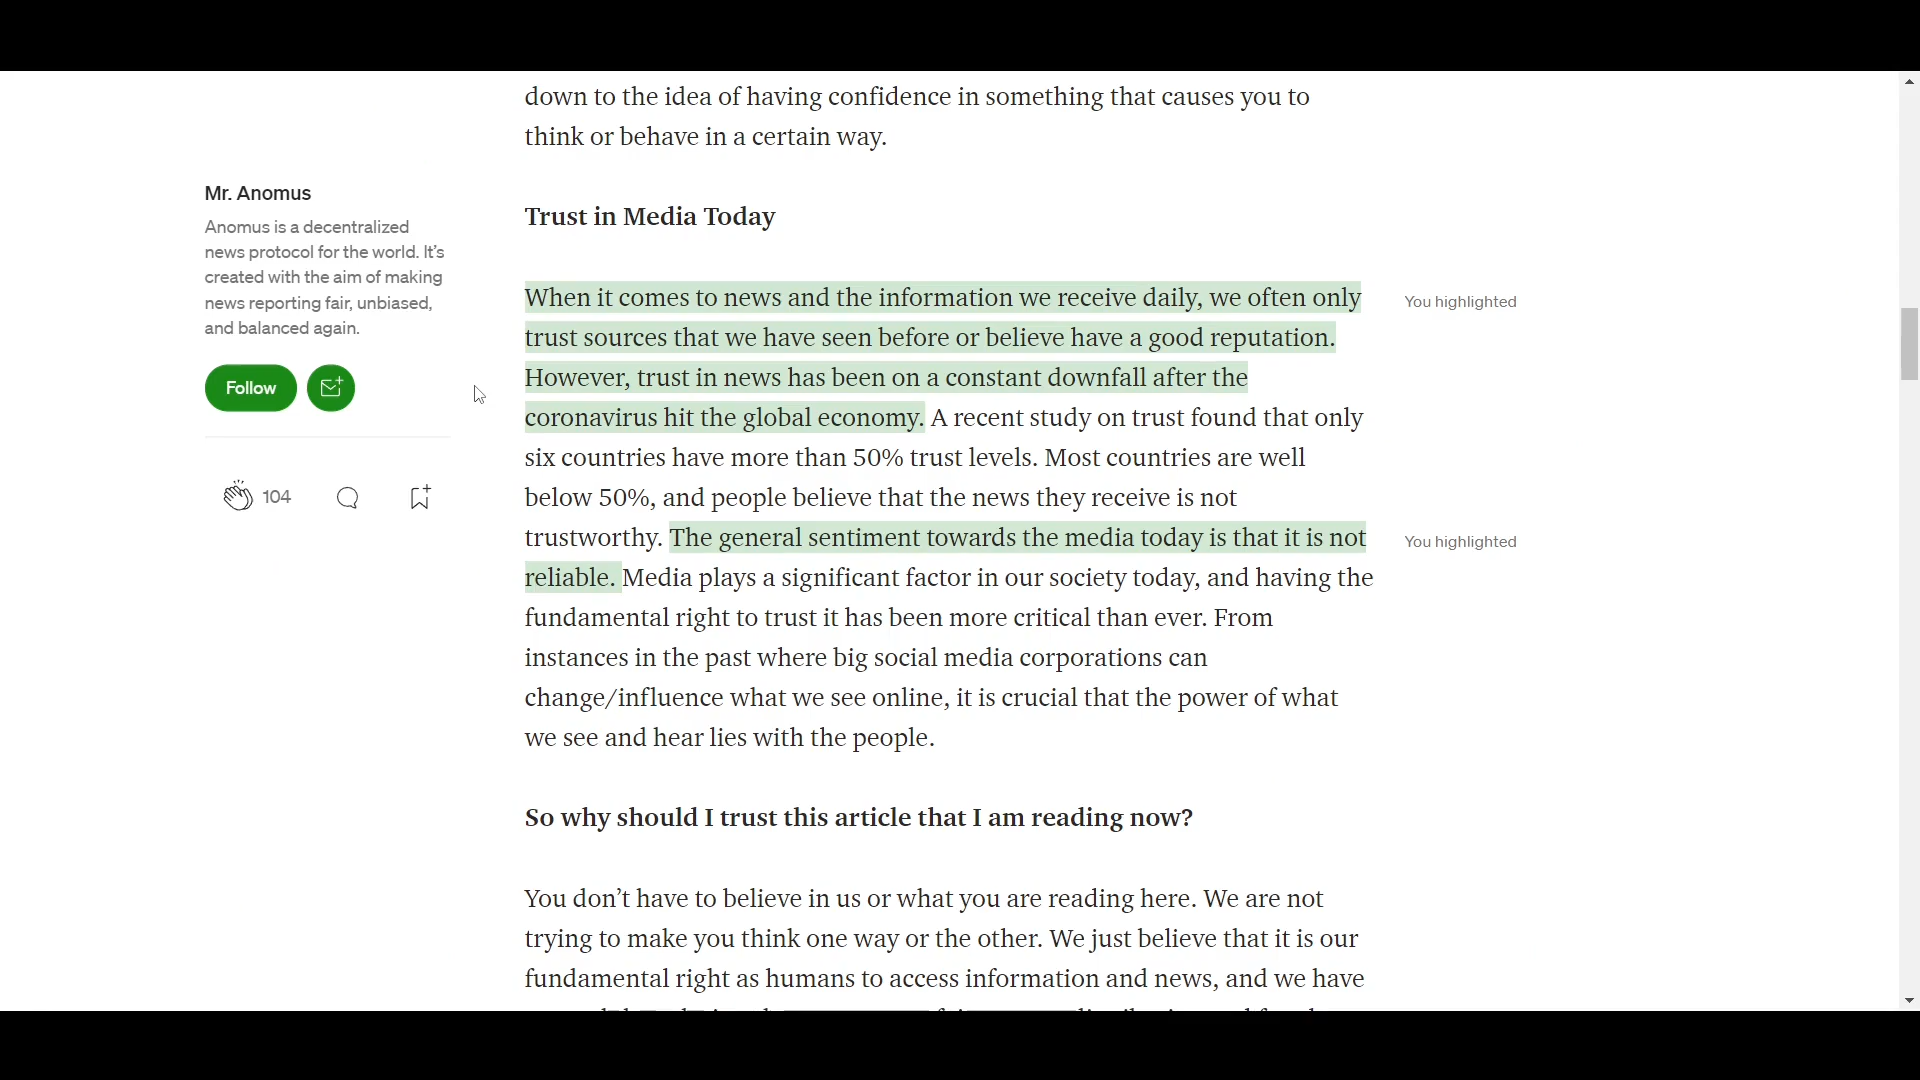 down to the idea of having confidence in something that causes you to
think or behave in a certain way.
Mr. Anomus
Anomus is a decentralized
news protocol for the world. It’s
created with the aim of making
news reporting fair, unbiased,
and balanced again.
Follow
104
Trust in Media Today
When it comes to news and the information we receive daily, we often only
trust sources that we have seen before or believe have a good reputation.
However, trust in news has been on a constant downfall after the
coronavirus hit the global economy. A recent study on trust found that only
six countries have more than 50% trust levels. Most countries are well
below 50%, and people believe that the news they receive is not
trustworthy. The general sentiment towards the media today is that it is not
reliable. Media plays a significant factor in our society today, and having the
fundamental right to trust it has been more critical than ever. From
instances in the past where big social media corporations can
change/influence what we see online, it is crucial that the power of what
we see and hear lies with the people.
You highlighted
You highlighted
So why should I trust this article that I am reading now?
You don’t have to believe in us or what you are reading here. We are not
trying to make you think one way or the other. We just believe that it is our
fundamental right as humans to access information and news, and we have